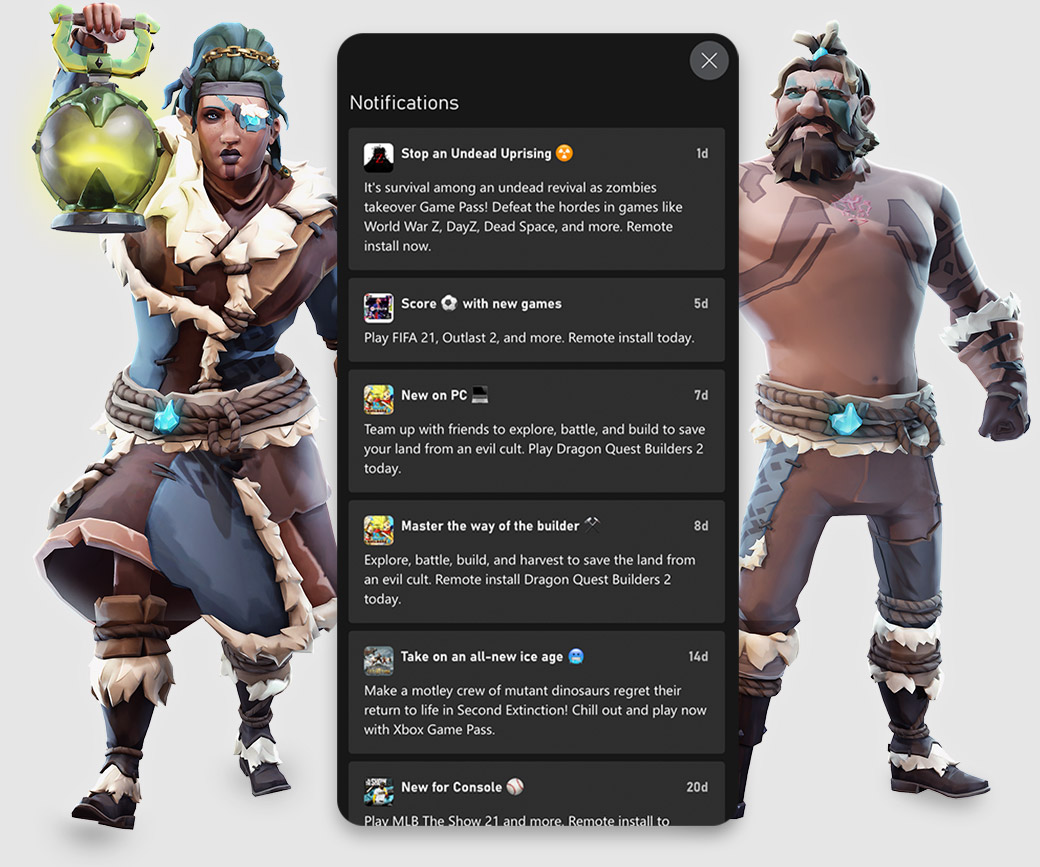 Notifications
Stop an Undead Uprising ☢️ 1d
It's survival among an undead revival as zombies
takeover Game Pass! Defeat the hordes in games like
World War Z, DayZ, Dead Space, and more. Remote
install now.
Score ⚽ with new games 5d
Play FIFA 21, Outlast 2, and more. Remote install today.
New on PC 💻 7d
Team up with friends to explore, battle, and build to save
your land from an evil cult. Play Dragon Quest Builders 2
today.
Master the way of the builder ⚒ 8d
Explore, battle, build, and harvest to save the land from
an evil cult. Remote install Dragon Quest Builders 2
today.
Take on an all-new ice age 🥶 14d
Make a motley crew of mutant dinosaurs regret their
return to life in Second Extinction! Chill out and play now
with Xbox Game Pass.
New for Console ⚾ 20d
Play MLB The Show 21 and more. Remote install to